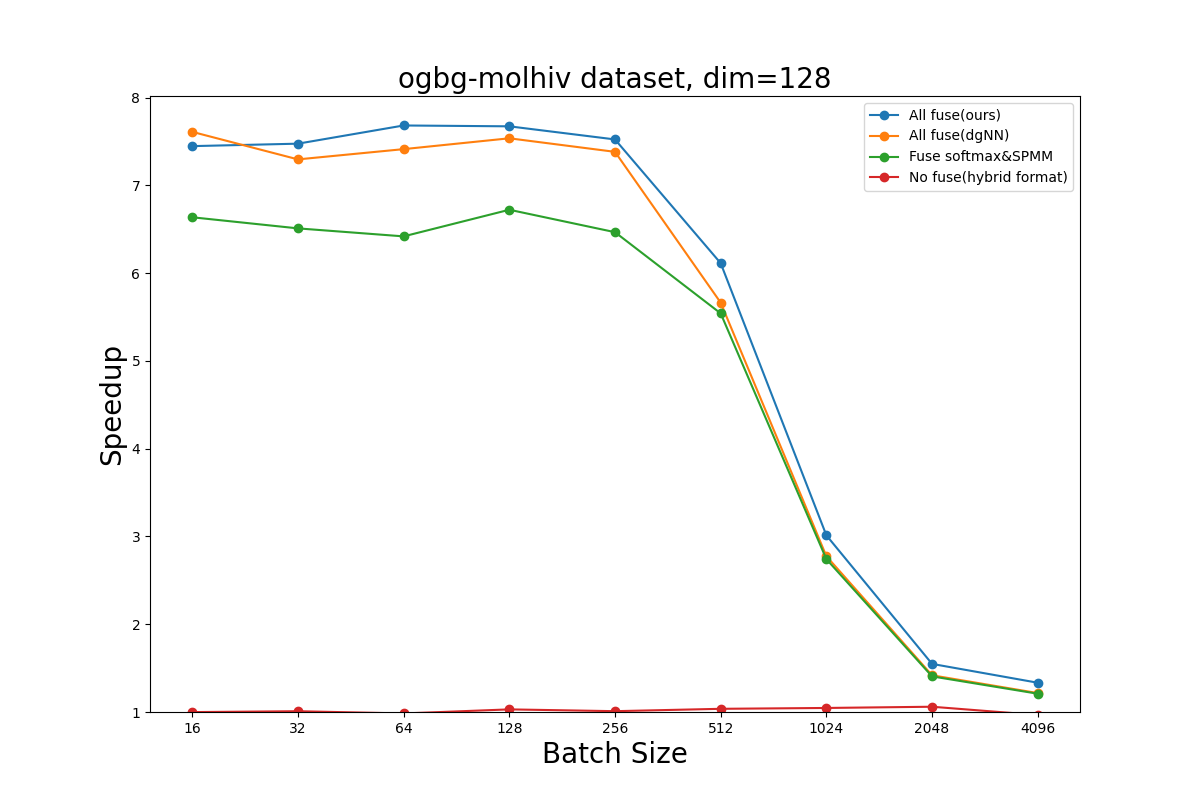 ogbg-molhiv dataset, dim=128
8
7
6
5
4
3
2
1
Speedup
All fuse(ours)
All fuse(dgNN)
Fuse softmax&SPMM
No fuse(hybrid format)
16 32 64 128 256 512 1024 2048 4096
Batch Size